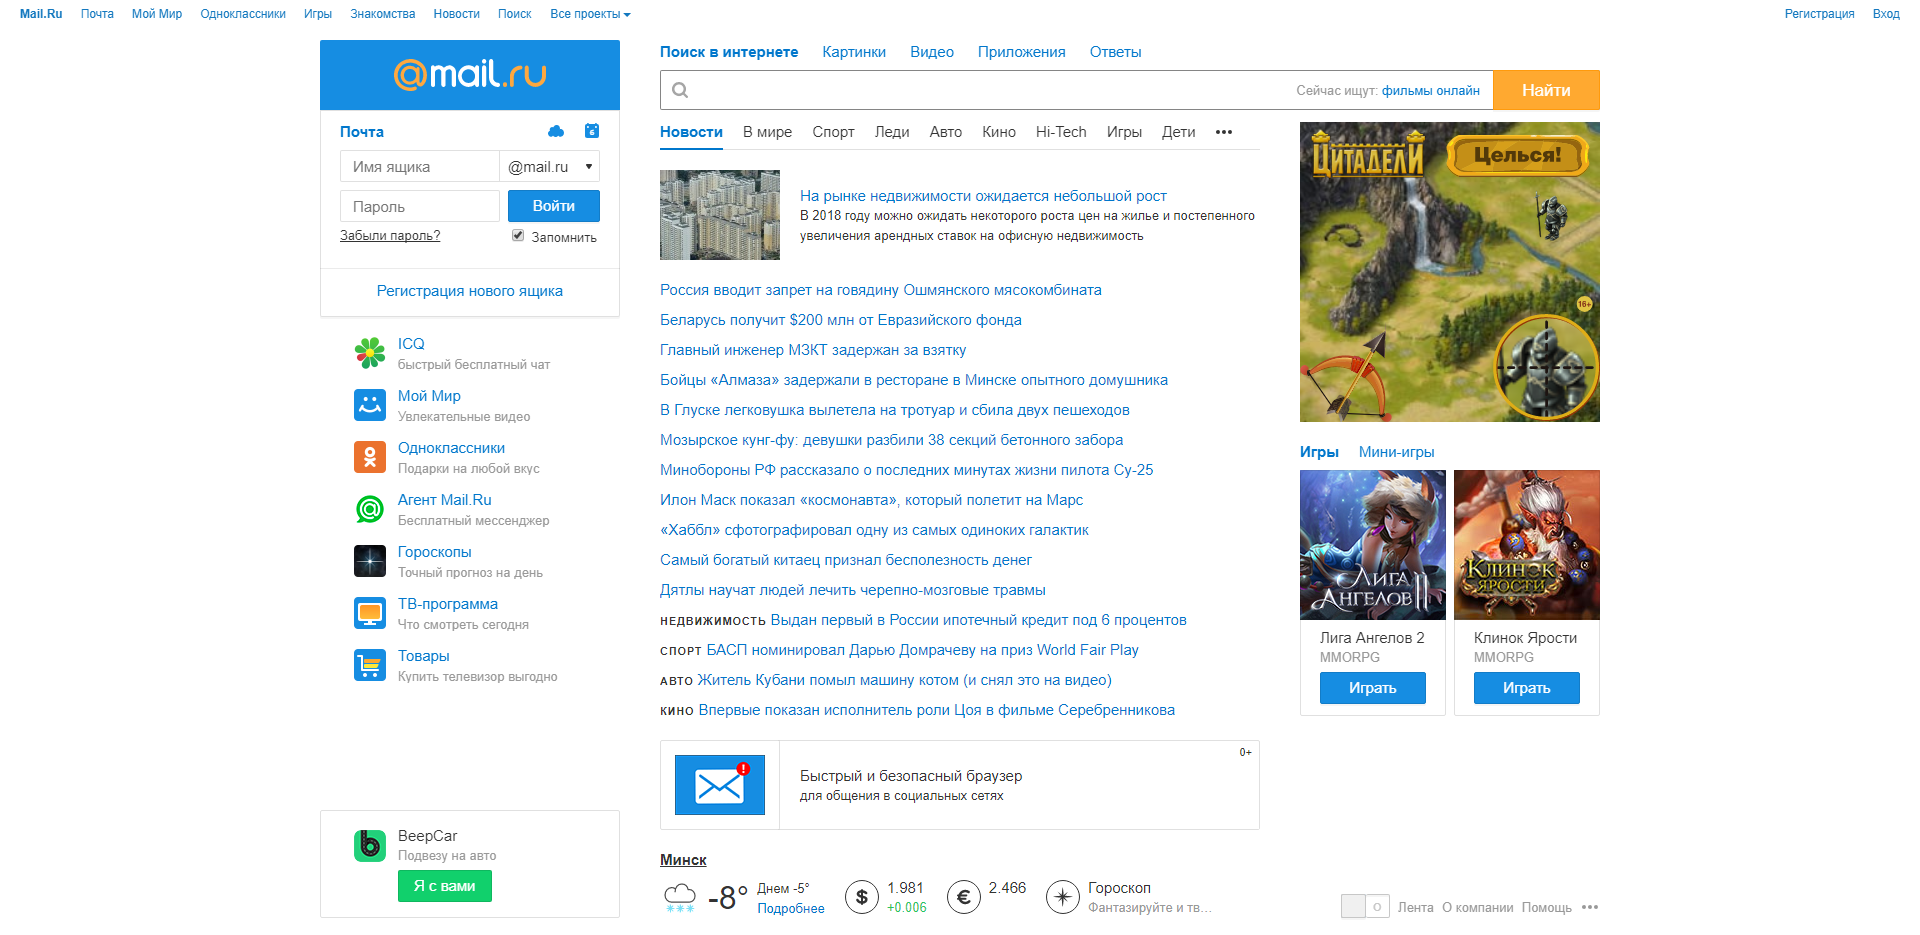 Mail.Ru Почта Мой Мир Одноклассники Игры Знакомства Новости Поиск Все проекты Регистрация Вход
@mail.ru
Почта
6
Имя ящика @mail.ru
Пароль Войти
Забыли пароль? Запомнить
Регистрация нового ящика
ICQ
быстрый бесплатный чат
Мой Мир
Увлекательные видео
Одноклассники
Подарки на любой вкус
Агент Mail.Ru
Бесплатный мессенджер
Гороскопы
Точный прогноз на день
ТВ-программа
Что смотреть сегодня
Товары
Купить телевизор выгодно
BeepCar
Подвезу на авто
Я с вами
Поиск в интернете Картинки Видео Приложения Ответы
Сейчас ищут: фильмы онлайн Найти
Новости В мире Спорт Леди Авто Кино Hi-Tech Игры Дети •••
На рынке недвижимости ожидается небольшой рост
В 2018 году можно ожидать некоторого роста цен на жилье и постепенного
увеличения арендных ставок на офисную недвижимость
Россия вводит запрет на говядину Ошмянского мясокомбината
Беларусь получит $200 млн от Евразийского фонда
Главный инженер МЗКТ задержан за взятку
Бойцы «Алмаза» задержали в ресторане в Минске опытного домушника
В Глуске легковушка вылетела на тротуар и сбила двух пешеходов
Мозырское кунг-фу: девушки разбили 38 секций бетонного забора
Минобороны РФ рассказало о последних минутах жизни пилота Су-25
Илон Маск показал «космонавта», который полетит на Марс
«Хаббл» сфотографировал одну из самых одиноких галактик
Самый богатый китаец признал бесполезность денег
Дятлы научат людей лечить черепно-мозговые травмы
НЕДВИЖИМОСТЬ Выдан первый в России ипотечный кредит под 6 процентов
СПОРТ БАСП номинировал Дарью Домрачеву на приз World Fair Play
АВТО Житель Кубани помыл машину котом (и снял это на видео)
КИНО Впервые показан исполнитель роли Цоя в фильме Серебренникова
0+
!
Быстрый и безопасный браузер
для общения в социальных сетях
Минск
-8° Днем -5° Подробнее
$ 1.981 +0.006
€ 2.466
Гороскоп
Фантазируйте и тв...
ЦИТАДЕЛИ Целься!
16+
Игры Мини-игры
ЛИГА АНГЕЛОВ II
КЛИНОК ЯРОСТИ
Лига Ангелов 2
MMORPG
Играть
Клинок Ярости
MMORPG
Играть
Лента О компании Помощь •••